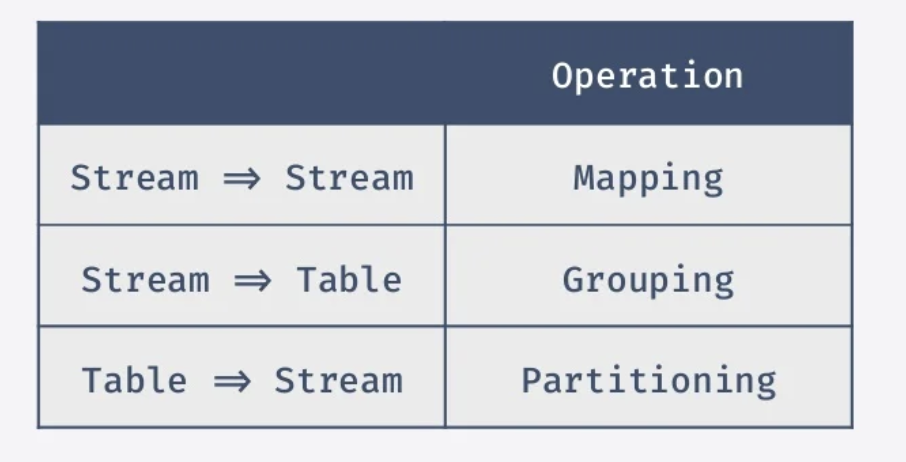 Operation
Stream ⇒ Stream Mapping
Stream ⇒ Table Grouping
Table ⇒ Stream Partitioning